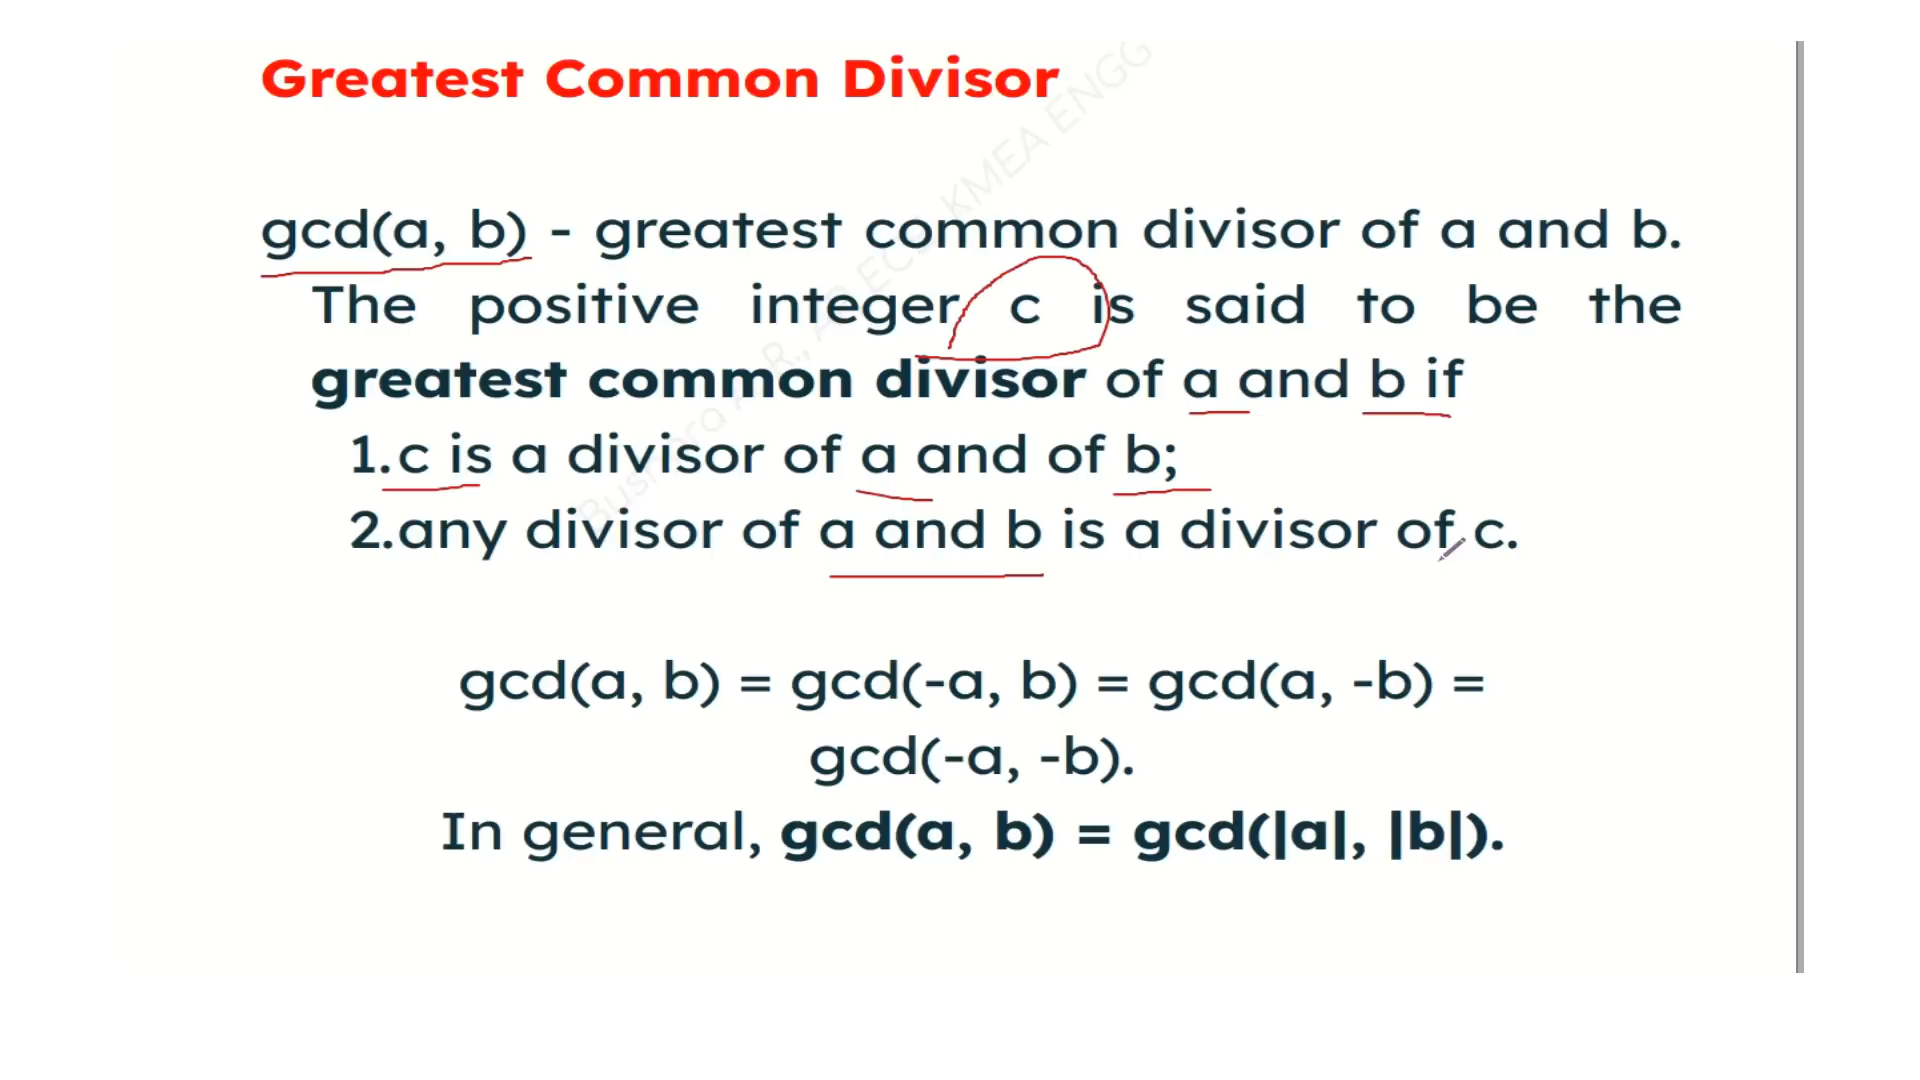 Greatest Common Divisor
gcd(a, b) - greatest common divisor of a and b.
The positive integer c is said to be the
greatest common divisor of a and b if
1.c is a divisor of a and of b;
2.any divisor of a and b is a divisor of c.
gcd(a, b) = gcd(-a, b) = gcd(a, -b) =
gcd(-a, -b).
In general, gcd(a, b) = gcd(|a|, |b|).
KMEA ENGG